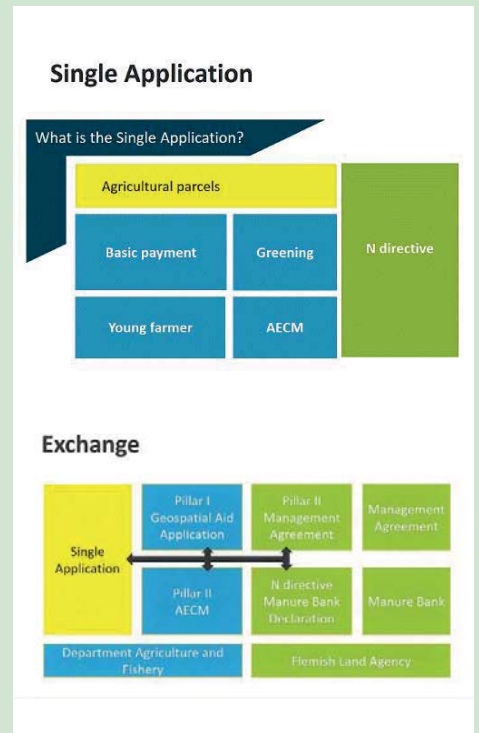 Single Application
What is the Single Application?
Agricultural parcels
Basic payment
Greening
N directive
Young farmer
AECM
Exchange
Single
Application
Pillar I
Geospatial Aid
Application
Pillar II
Management
Agreement
Management
Agreement
Pillar II
AECM
N directive
Manure Bank
Declaration
Manure Bank
Department Agriculture and
Fishery
Flemish Land Agency